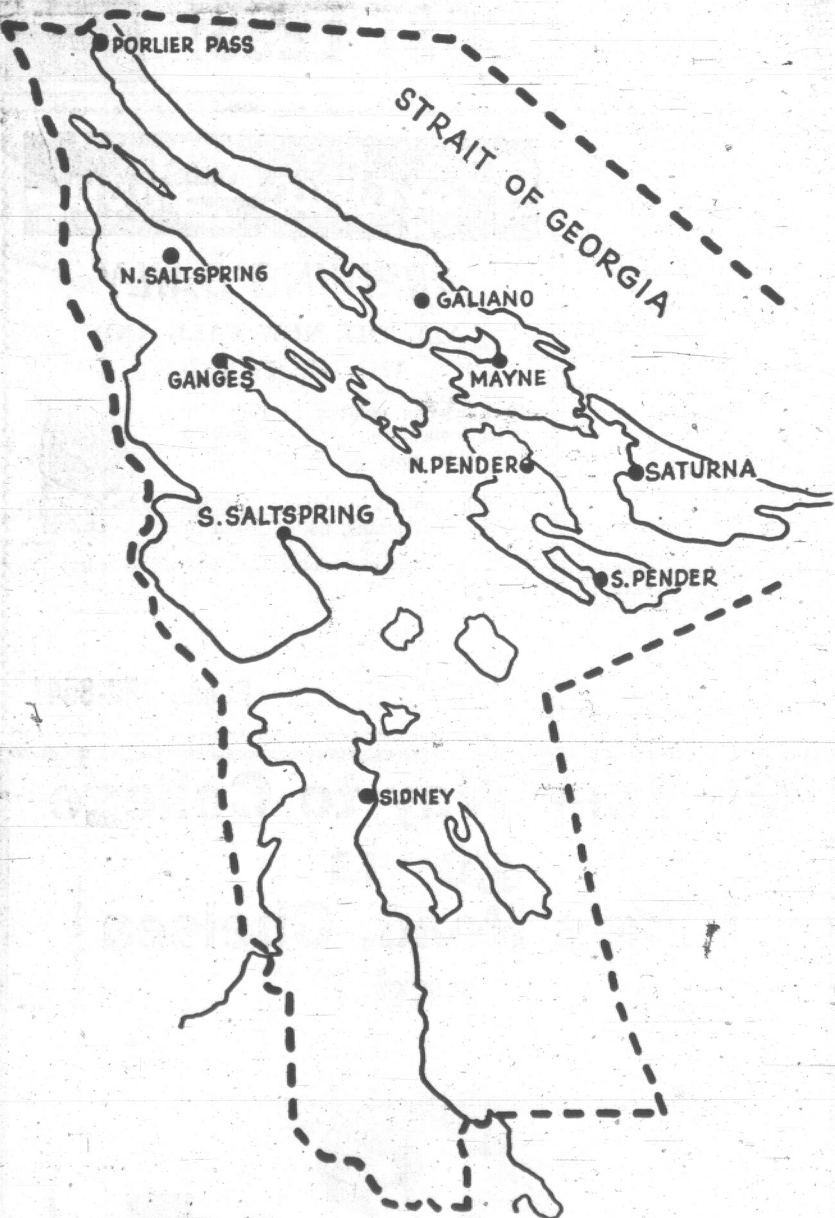 PORLIER PASS
STRAIT OF GEORGIA
N. SALTSPRING
GALIANO
GANGES
MAYNE
N. PENDER
SATURNA
S. SALTSPRING
S. PENDER
SIDNEY